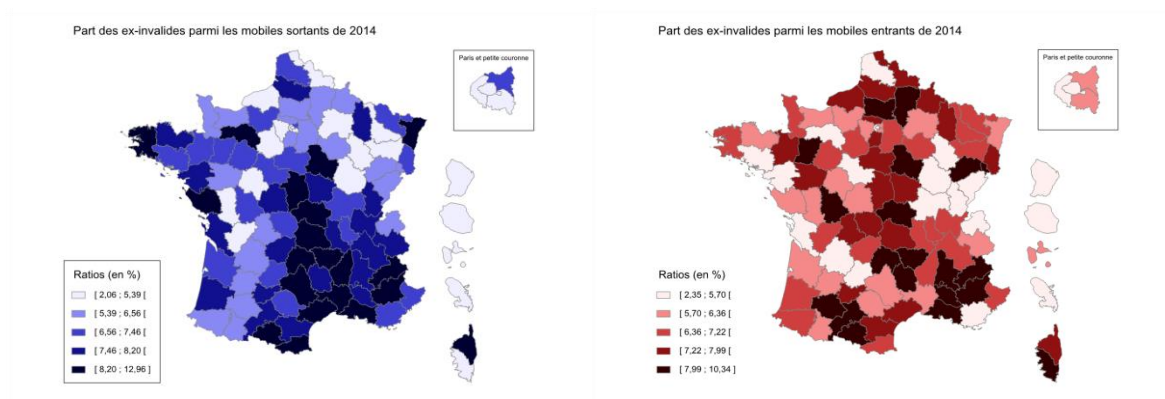 Part des ex-invalides parmi les mobiles sortants de 2014
Paris et petite couronne
Ratios (en %)
[ 2,06 ; 5,39 [
[ 5,39 ; 6,56 [
[ 6,56 ; 7,46 [
[ 7,46 ; 8,20 [
[ 8,20 ; 12,96 [
Part des ex-invalides parmi les mobiles entrants de 2014
Paris et petite couronne
Ratios (en %)
[ 2,35 ; 5,70 [
[ 5,70 ; 6,36 [
[ 6,36 ; 7,22 [
[ 7,22 ; 7,99 [
[ 7,99 ; 10,34 [